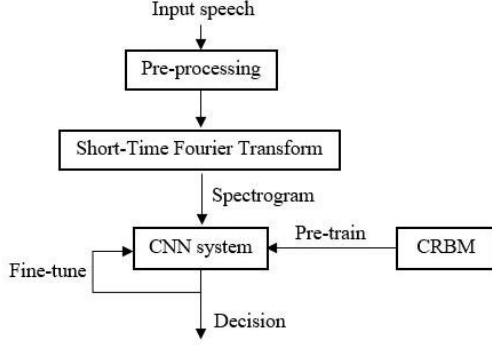 Input speech
Pre-processing
Short-Time Fourier Transform
Spectrogram
Pre-train
CNN system
CRBM
Fine-tune
Decision